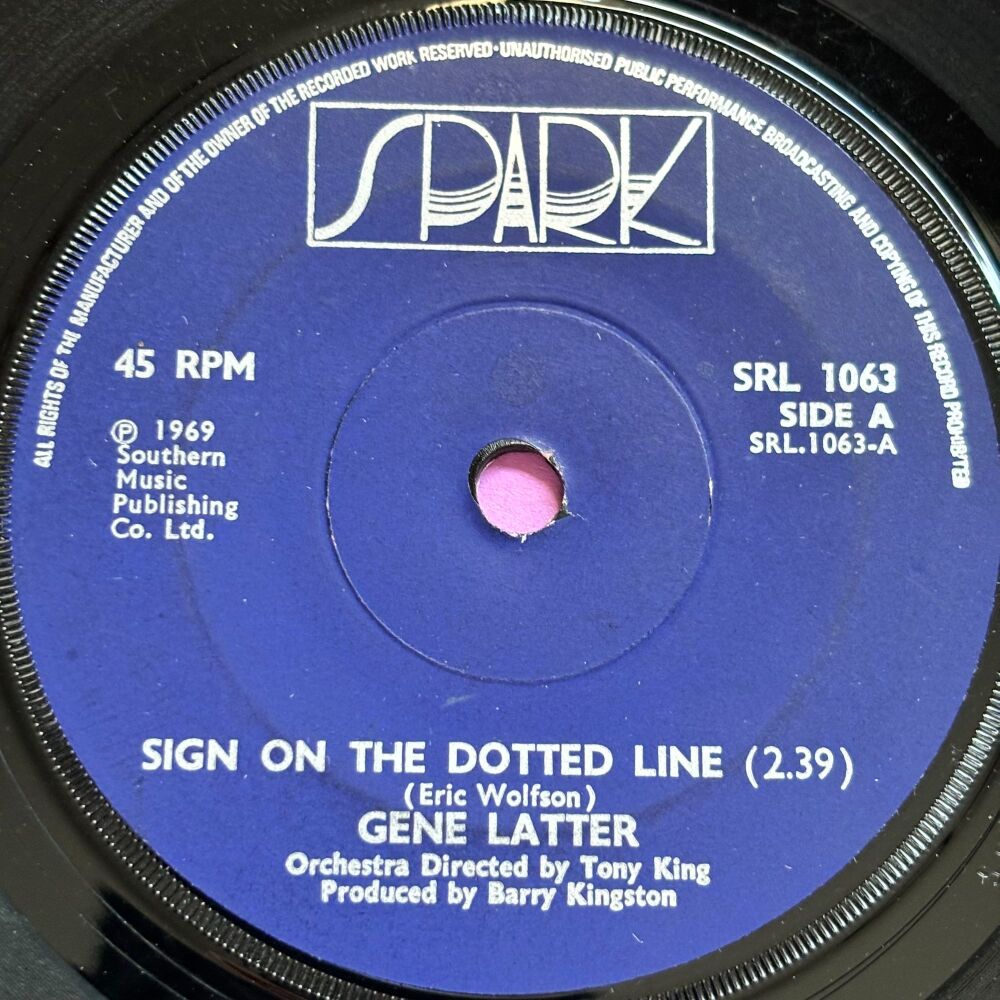 ALL RIGHTS OF THE MANUFACTURER AND OF THE OWNER OF THE RECORDED WORK RESERVED · UNAUTHORISED PUBLIC PERFORMANCE BROADCASTING AND COPYING OF THIS RECORD PROHIBITED
SPARK
45 RPM
SRL 1063
SIDE A
SRL.1063-A
℗ 1969
Southern
Music
Publishing
Co. Ltd.
SIGN ON THE DOTTED LINE (2.39)
(Eric Wolfson)
GENE LATTER
Orchestra Directed by Tony King
Produced by Barry Kingston